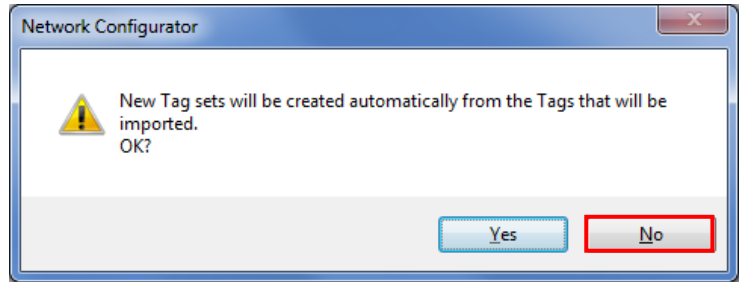 Network Configurator
New Tag sets will be created automatically from the Tags that will be
imported.
OK?
Yes
No